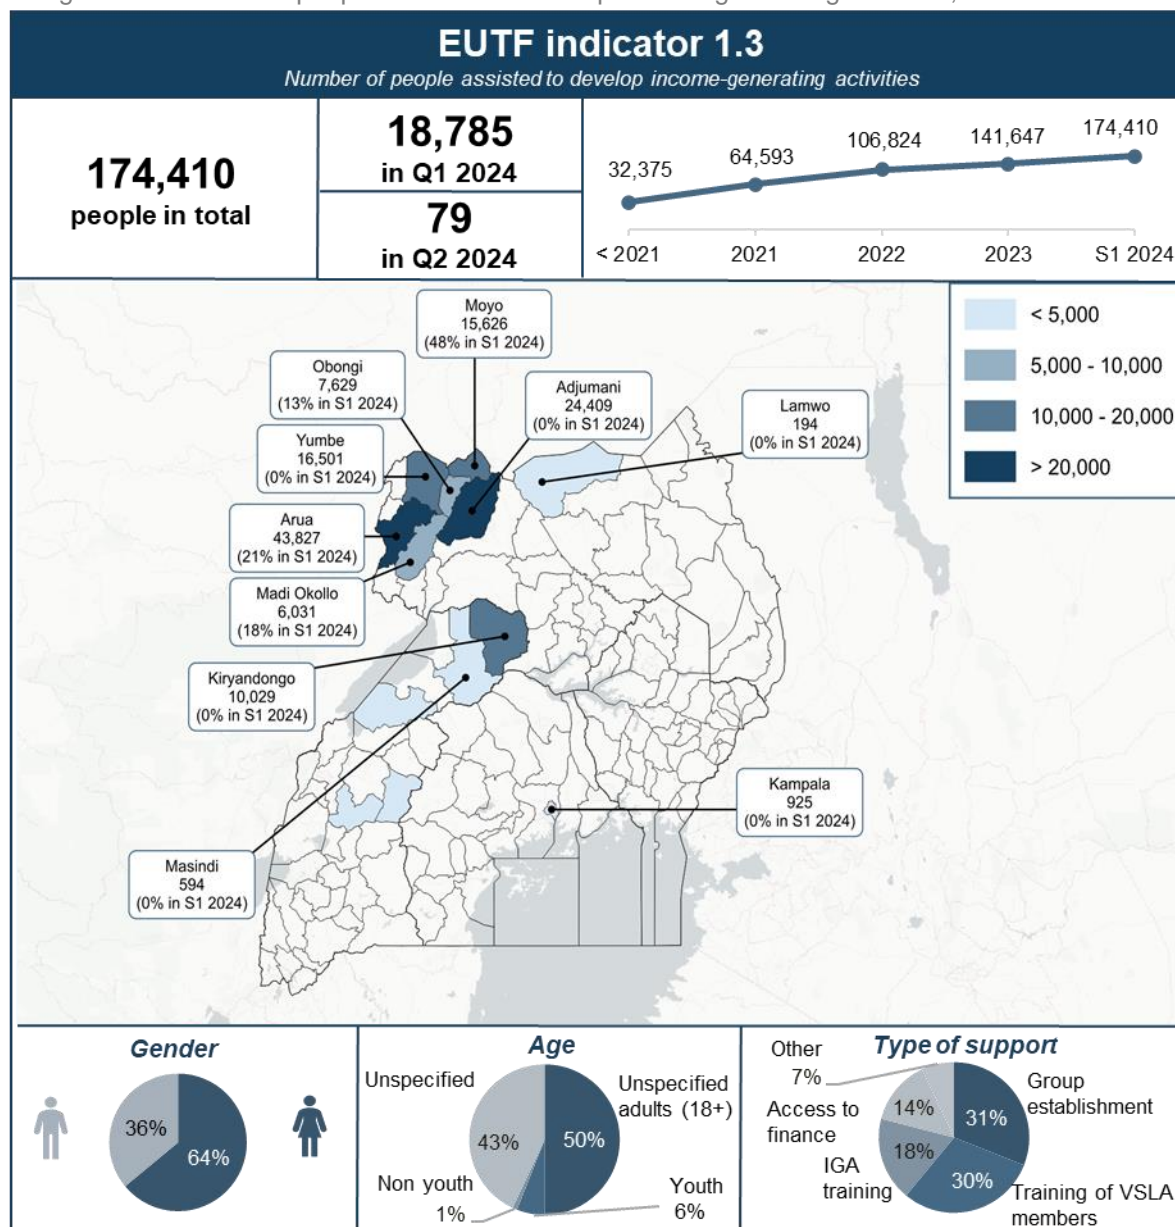 EUTF indicator 1.3
Number of people assisted to develop income-generating activities
174,410
people in total
18,785
in Q1 2024
79
in Q2 2024
32,375
64,593
106,824
141,647
174,410
< 2021
2021
2022
2023
S1 2024
Moyo
15,626
(48% in S1 2024)
Obongi
7,629
(13% in S1 2024)
Adjumani
24,409
(0% in S1 2024)
Lamwo
194
(0% in S1 2024)
Yumbe
16,501
(0% in S1 2024)
Arua
43,827
(21% in S1 2024)
Madi Okollo
6,031
(18% in S1 2024)
Kiryandongo
10,029
(0% in S1 2024)
Kampala
925
(0% in S1 2024)
Masindi
594
(0% in S1 2024)
< 5,000
5,000 - 10,000
10,000 - 20,000
> 20,000
Gender
36%
64%
Age
Unspecified
43%
Unspecified
adults (18+)
50%
Non youth
1%
Youth
6%
Type of support
Other
7%
Group
establishment
31%
Access to
finance
14%
IGA
training
18%
30%
Training of VSLA
members